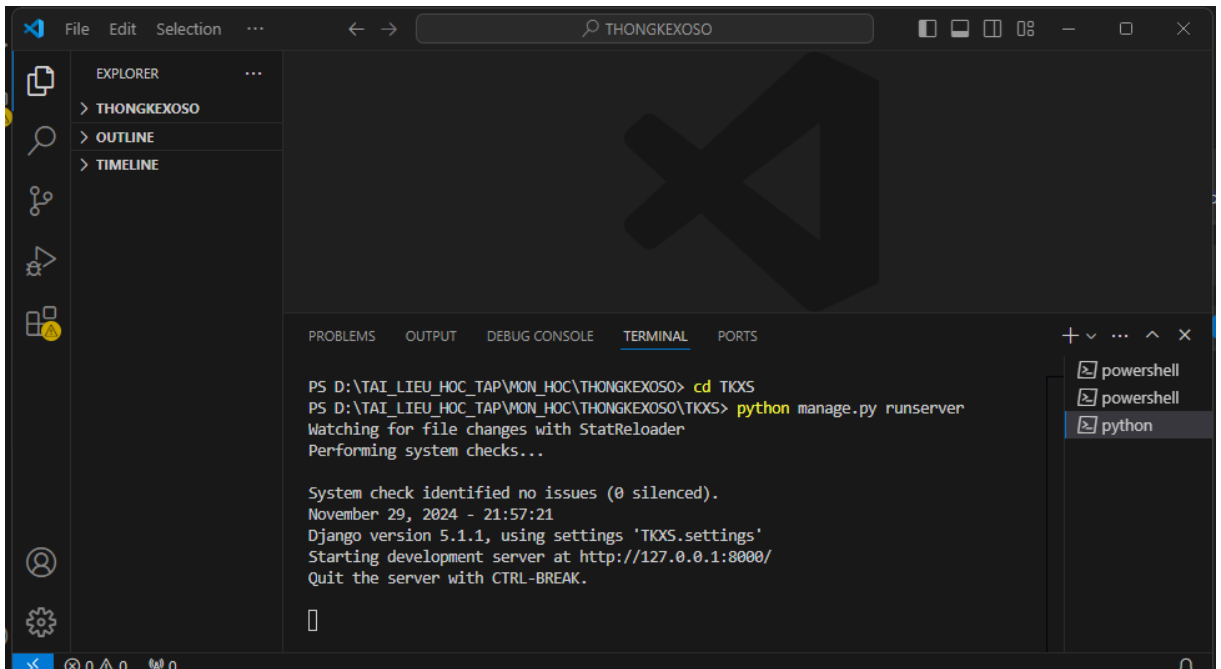 File Edit Selection ... THONGKEXOSO
EXPLORER ...
> THONGKEXOSO
> OUTLINE
> TIMELINE
PROBLEMS OUTPUT DEBUG CONSOLE TERMINAL PORTS
PS D:\TAI_LIEU_HOC_TAP\MON_HOC\THONGKEXOSO> cd TKXS
PS D:\TAI_LIEU_HOC_TAP\MON_HOC\THONGKEXOSO\TKXS> python manage.py runserver
Watching for file changes with StatReloader
Performing system checks...
System check identified no issues (0 silenced).
November 29, 2024 - 21:57:21
Django version 5.1.1, using settings 'TKXS.settings'
Starting development server at http://127.0.0.1:8000/
Quit the server with CTRL-BREAK.
powershell
powershell
python
0 0 0